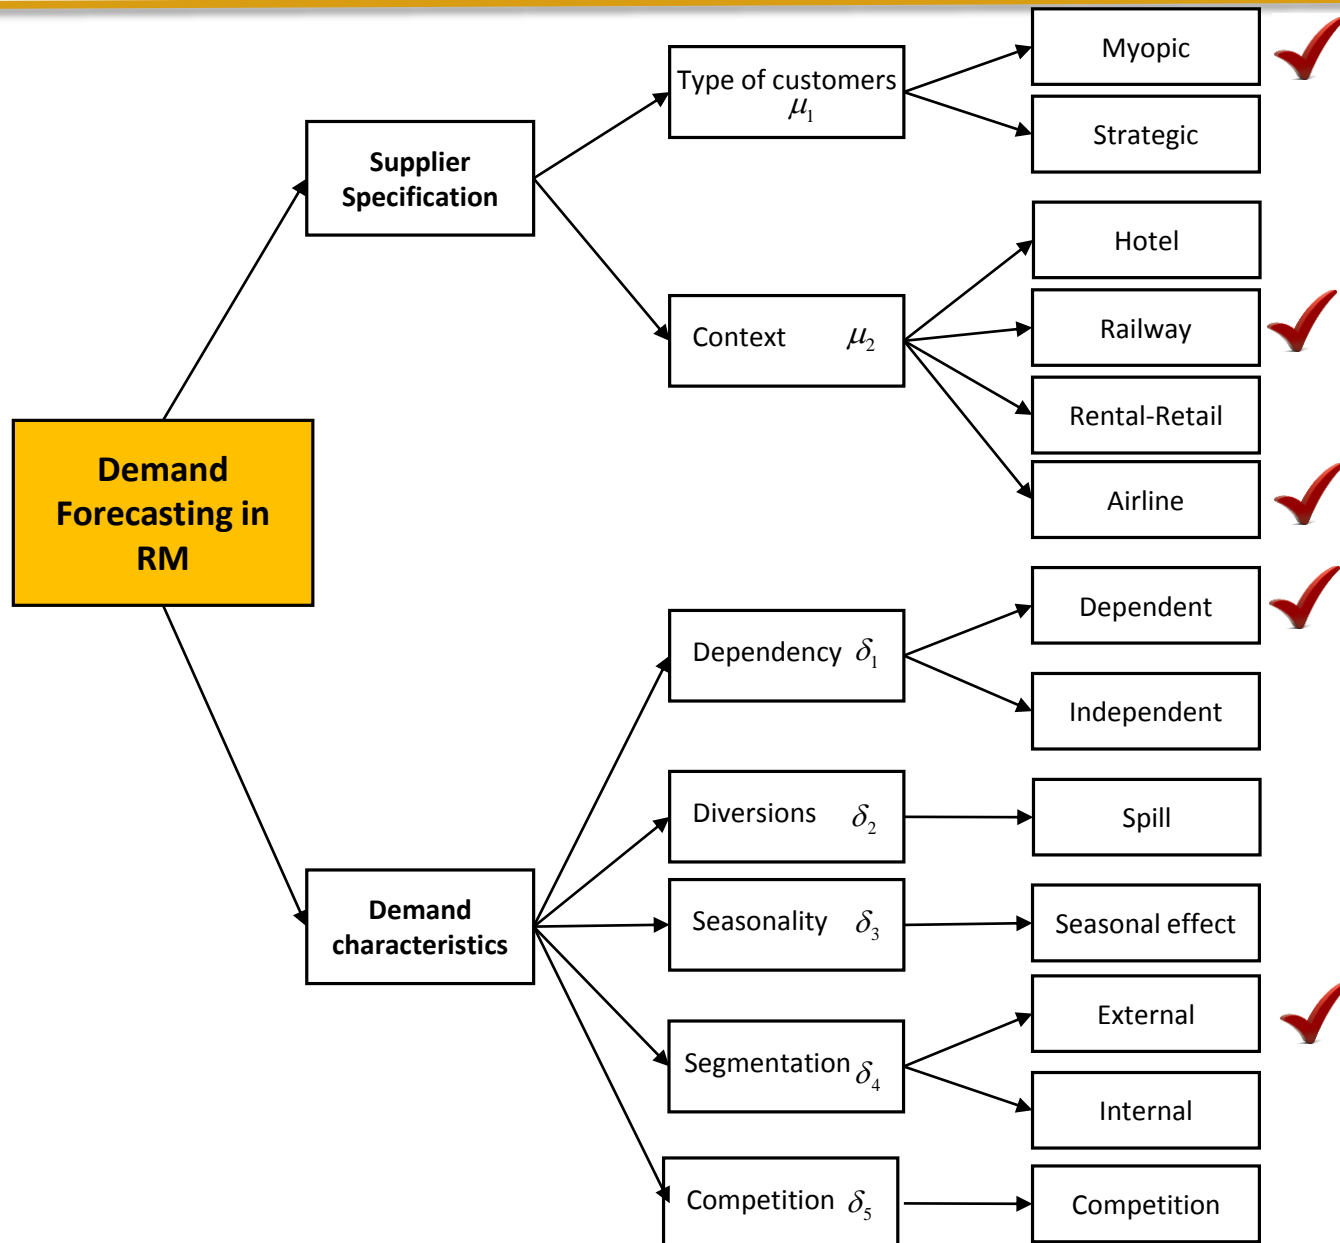 Demand
Forecasting in
RM
Supplier
Specification
Demand
characteristics
Type of customers
μ₁
Context μ₂
Dependency δ₁
Diversions δ₂
Seasonality δ₃
Segmentation δ₄
Competition δ₅
Myopic
Strategic
Hotel
Railway
Rental-Retail
Airline
Dependent
Independent
Spill
Seasonal effect
External
Internal
Competition